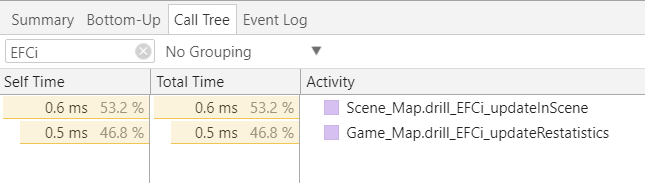 Summary Bottom-Up Call Tree Event Log
EFCi No Grouping ▼
Self Time Total Time Activity
0.6 ms 53.2 % 0.6 ms 53.2 % Scene_Map.drill_EFCi_updateInScene
0.5 ms 46.8 % 0.5 ms 46.8 % Game_Map.drill_EFCi_updateRestatistics